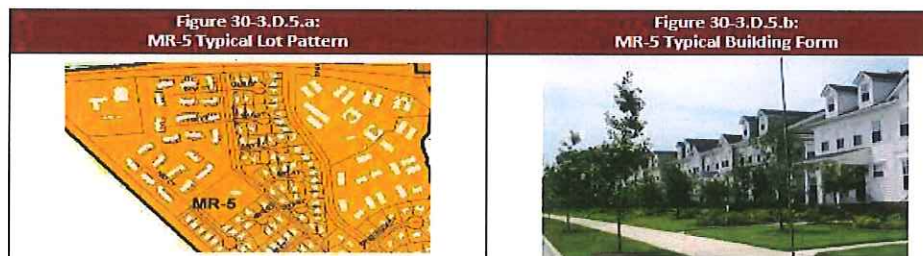 Figure 30-3.D.5.a:
MR-5 Typical Lot Pattern
Figure 30-3.D.5.b:
MR-5 Typical Building Form
MR-5